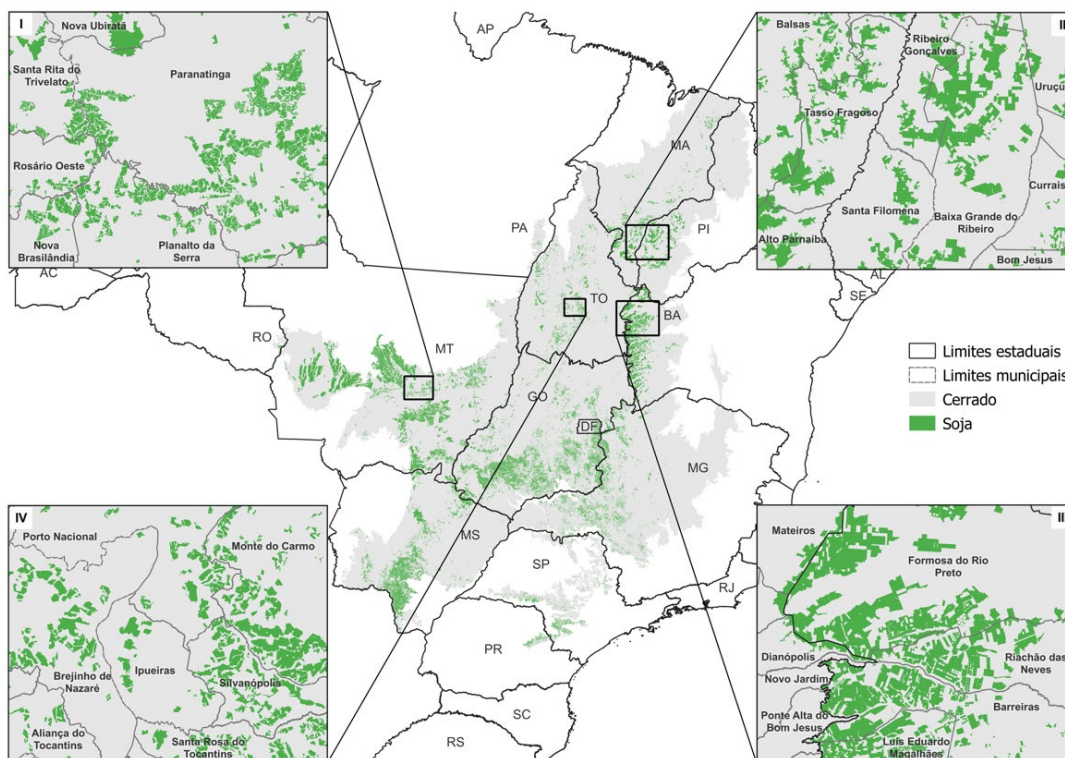 I
Nova Ubiratã
Santa Rita do
Trivelato
Paranatinga
Rosário Oeste
Nova
Brasilândia
Planalto da
Serra
II
Balsas
Ribeiro
Gonçalves
Uruçu
Tasso Fragoso
Currais
Santa Filomena
Baixa Grande do
Ribeiro
Alto Parnaíba
Bom Jesus
AP
MA
PA
PI
AC
AL
SE
TO
BA
RO
MT
GO
DF
MG
MS
SP
RJ
PR
SC
RS
Limites estaduais
Limites municipais
Cerrado
Soja
IV
Porto Nacional
Monte do Carmo
Ipueiras
Brejinho de
Nazaré
Silvanópolis
Aliança do
Tocantins
Santa Rosa do
Tocantins
II
Mateiros
Formosa do Rio
Preto
Dianópolis
Riachão das
Neves
Novo Jardim
Barreiras
Ponte Alta do
Bom Jesus
Luís Eduardo
Magalhães